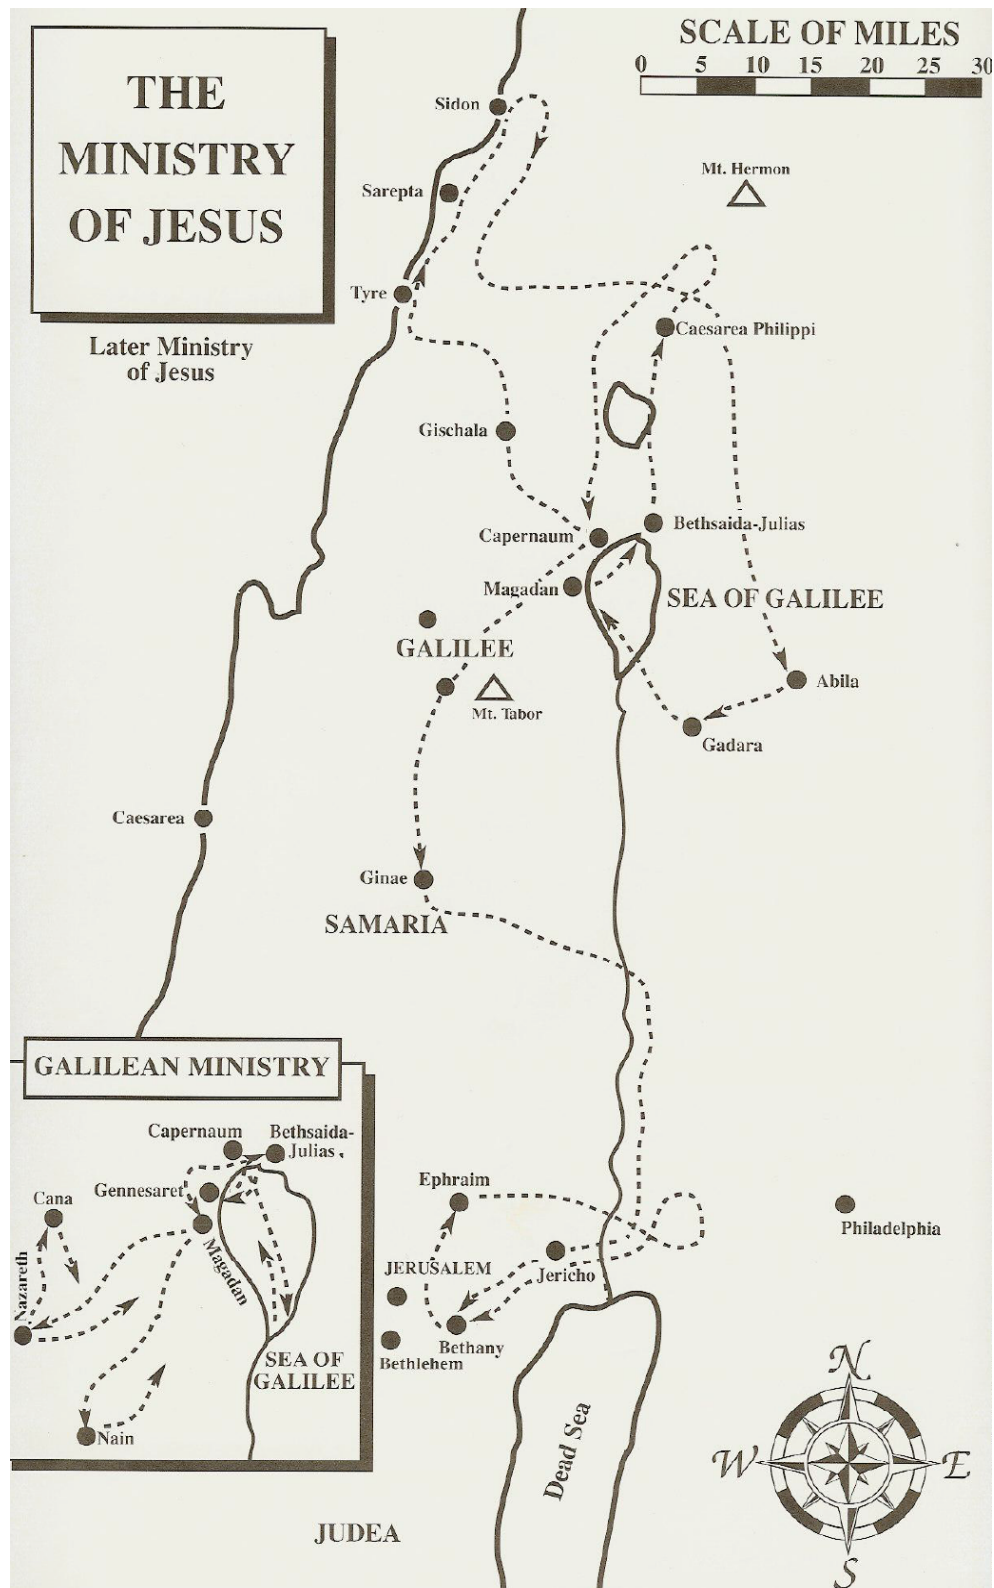 THE
MINISTRY
OF JESUS
Later Ministry
of Jesus
SCALE OF MILES
0 5 10 15 20 25 30
Sidon
Mt. Hermon
Sarepta
Tyre
Caesarea Philippi
Gischala
Capernaum
Bethsaida-Julias
Magadan
SEA OF GALILEE
GALILEE
Abila
Mt. Tabor
Gadara
Caesarea
Ginae
SAMARIA
GALILEAN MINISTRY
Capernaum
Bethsaida-
Julias
Gennesaret
Cana
Nazareth
Magadan
SEA OF
GALILEE
Nain
Ephraim
Philadelphia
JERUSALEM
Jericho
Bethany
Bethlehem
Dead Sea
JUDEA
N
W
E
S